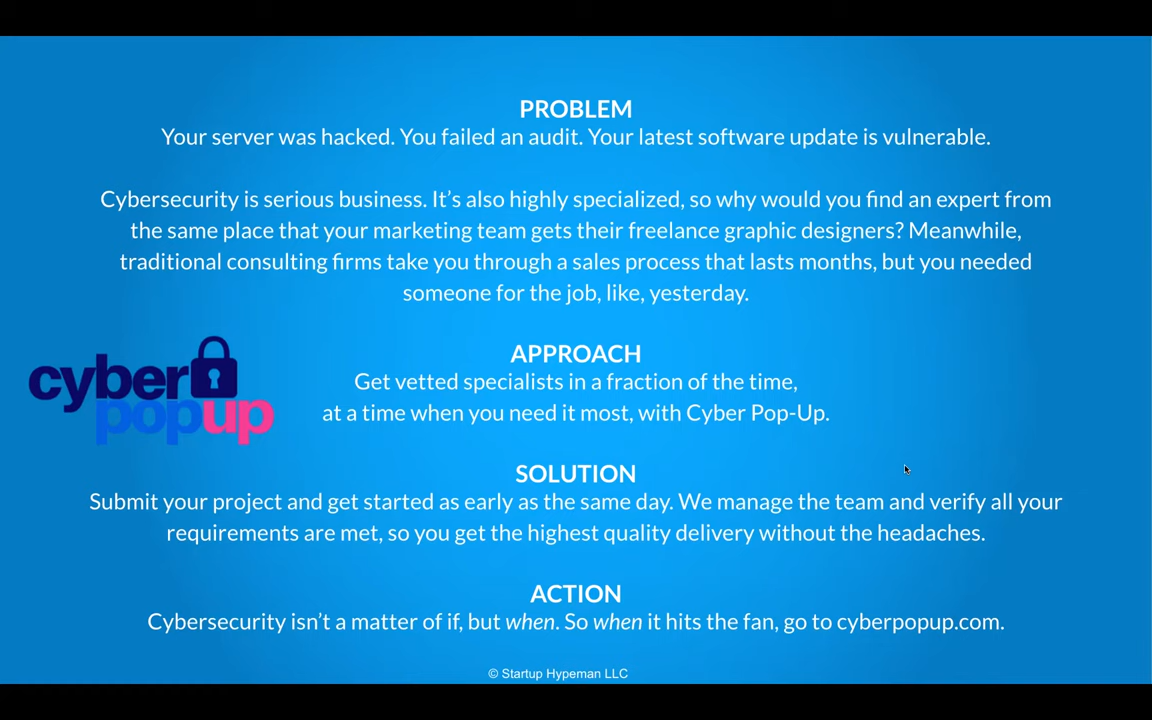 PROBLEM
Your server was hacked. You failed an audit. Your latest software update is vulnerable.
Cybersecurity is serious business. It’s also highly specialized, so why would you find an expert from
the same place that your marketing team gets their freelance graphic designers? Meanwhile,
traditional consulting firms take you through a sales process that lasts months, but you needed
someone for the job, like, yesterday.
cyber
popup
APPROACH
Get vetted specialists in a fraction of the time,
at a time when you need it most, with Cyber Pop-Up.
SOLUTION
Submit your project and get started as early as the same day. We manage the team and verify all your
requirements are met, so you get the highest quality delivery without the headaches.
ACTION
Cybersecurity isn’t a matter of if, but when. So when it hits the fan, go to cyberpopup.com.
© Startup Hypeman LLC